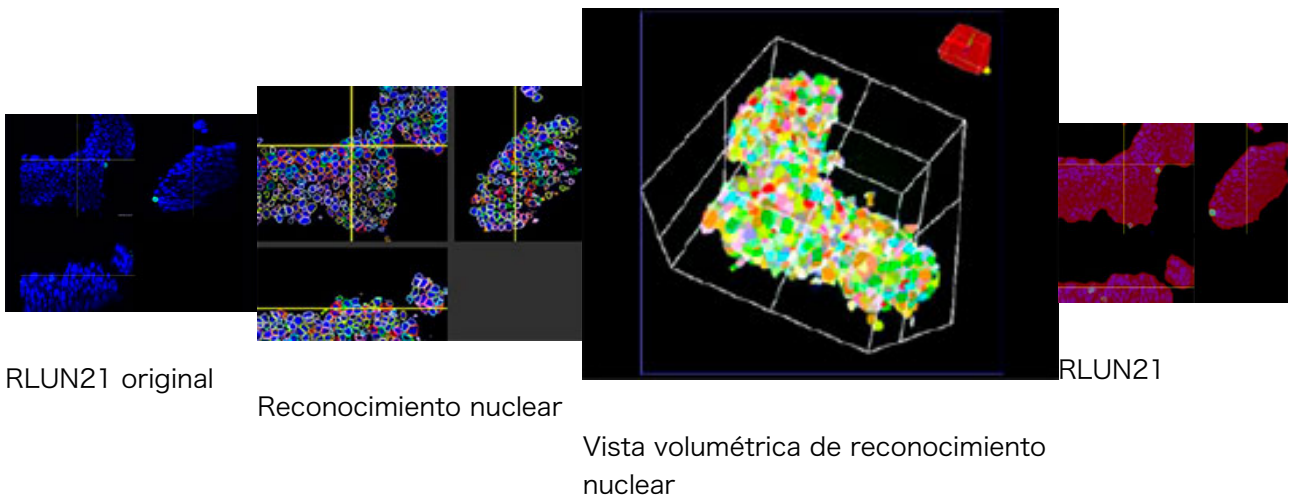 RLUN21 original
Reconocimiento nuclear
Vista volumétrica de reconocimiento
nuclear
RLUN21